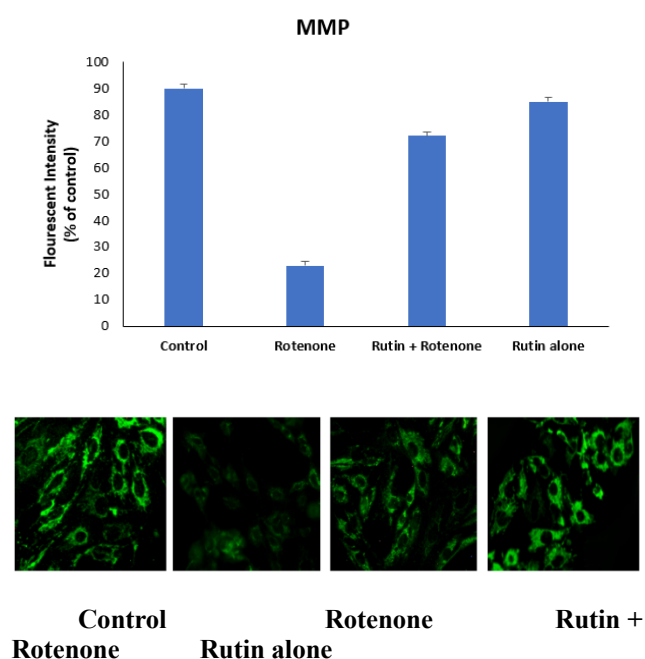 MMP
Flourescent Intensity
(% of control)
100
90
80
70
60
50
40
30
20
10
0
Control Rotenone Rutin + Rotenone Rutin alone
Control Rotenone Rutin +
Rotenone Rutin alone